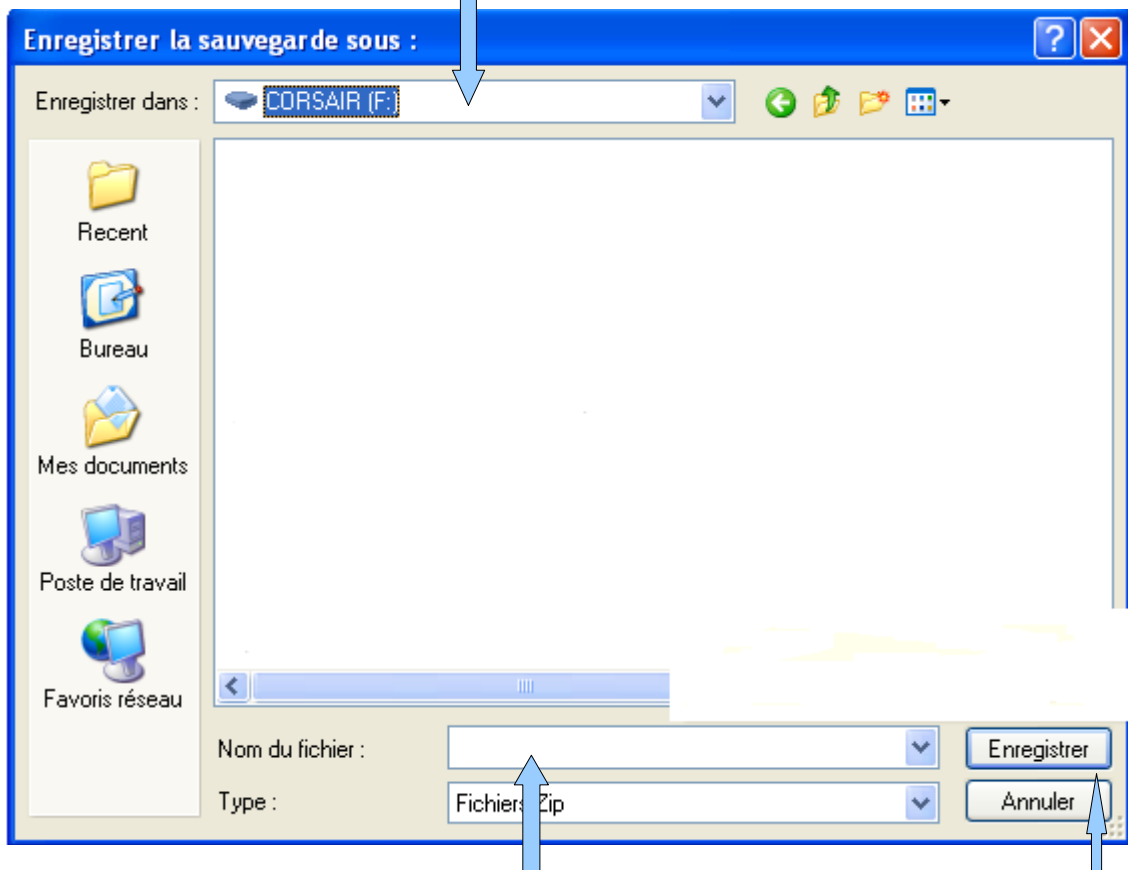 Enregistrer la sauvegarde sous :
Enregistrer dans :
CORSAIR (F:)
Recent
Bureau
Mes documents
Poste de travail
Favoris réseau
Nom du fichier :
Enregistrer
Type :
Fichiers Zip
Annuler